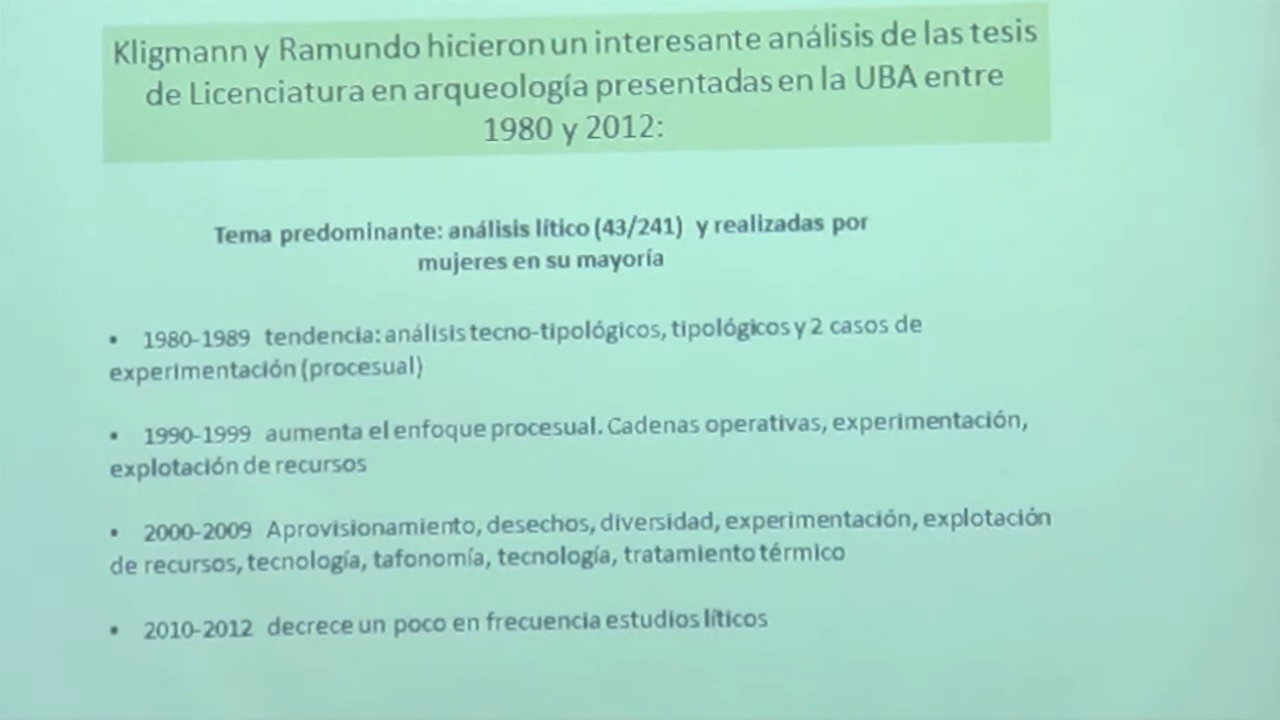 Kligmann y Ramundo hicieron un interesante análisis de las tesis
de Licenciatura en arqueología presentadas en la UBA entre
1980 y 2012:
Tema predominante: análisis lítico (43/241) y realizadas por
mujeres en su mayoría
• 1980-1989 tendencia: análisis tecno-tipológicos, tipológicos y 2 casos de
experimentación (procesual)
• 1990-1999 aumenta el enfoque procesual. Cadenas operativas, experimentación,
explotación de recursos
• 2000-2009 Aprovisionamiento, desechos, diversidad, experimentación, explotación
de recursos, tecnología, tafonomía, tecnología, tratamiento térmico
• 2010-2012 decrece un poco en frecuencia estudios líticos